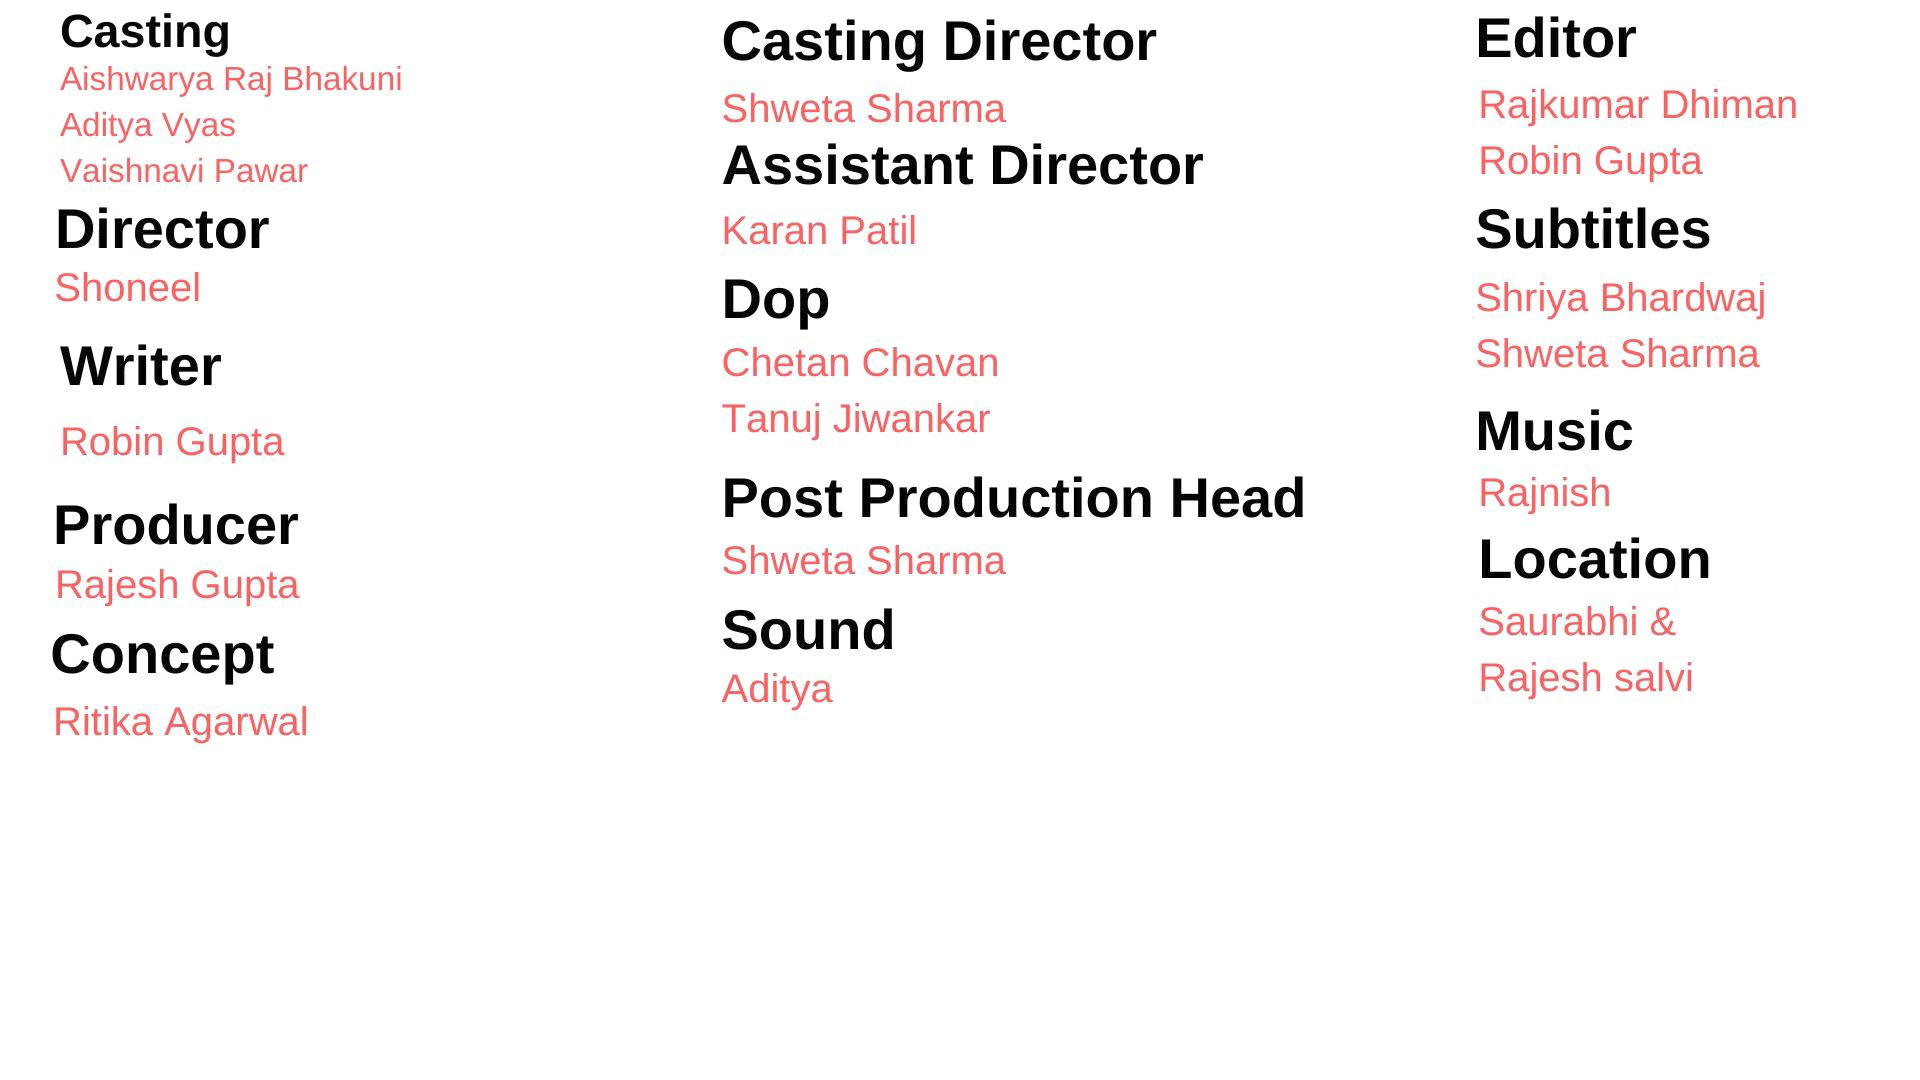 Casting
Aishwarya Raj Bhakuni
Aditya Vyas
Vaishnavi Pawar
Director
Shoneel
Writer
Robin Gupta
Producer
Rajesh Gupta
Concept
Ritika Agarwal
Casting Director
Shweta Sharma
Assistant Director
Karan Patil
Dop
Chetan Chavan
Tanuj Jiwankar
Post Production Head
Shweta Sharma
Sound
Aditya
Editor
Rajkumar Dhiman
Robin Gupta
Subtitles
Shriya Bhardwaj
Shweta Sharma
Music
Rajnish
Location
Saurabhi &
Rajesh salvi